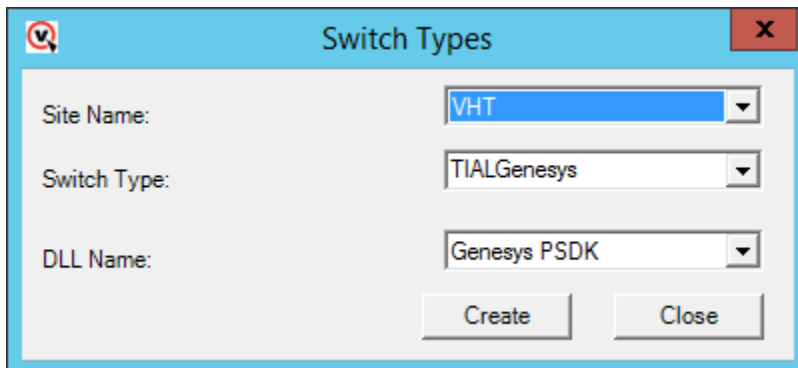 Switch Types
x
Site Name: VHT
Switch Type: TIALGenesys
DLL Name: Genesys PSDK
Create Close